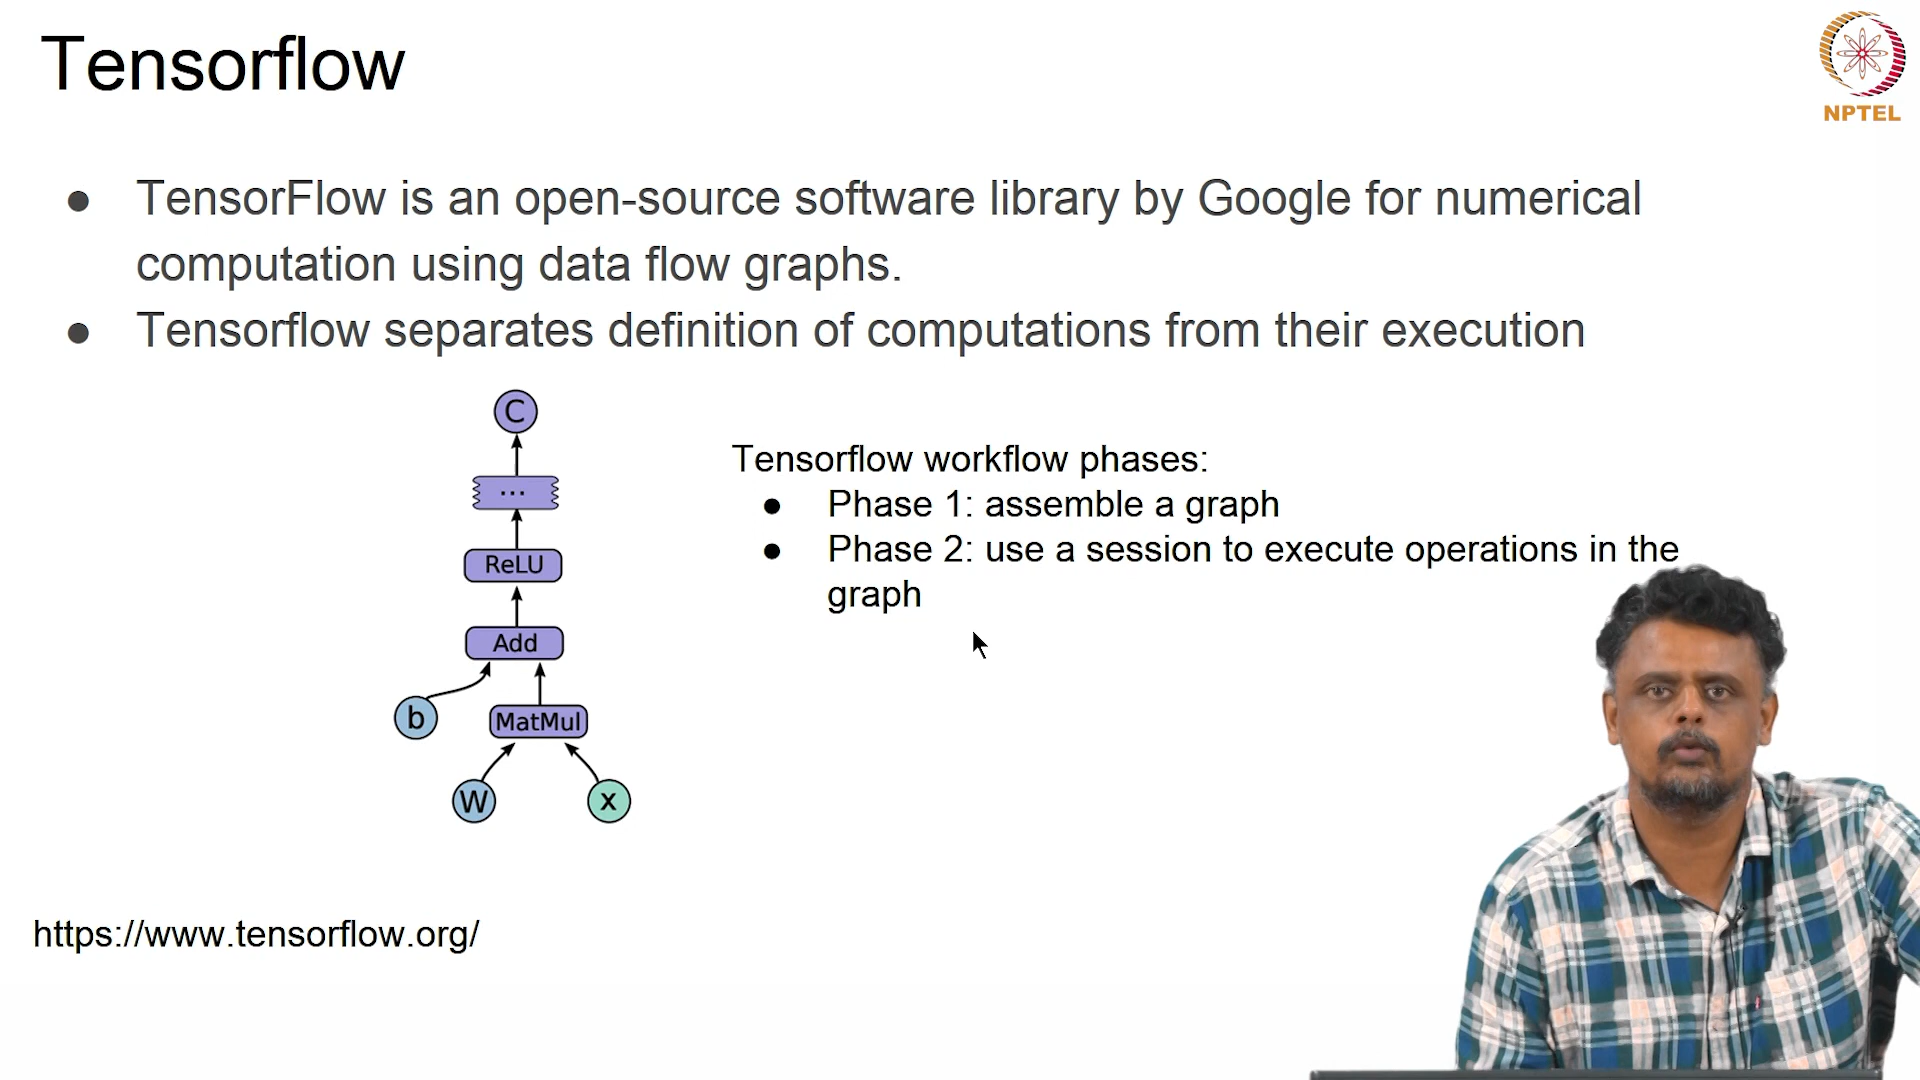 Tensorflow
NPTEL
● TensorFlow is an open-source software library by Google for numerical
computation using data flow graphs.
● Tensorflow separates definition of computations from their execution
C
...
ReLU
Add
b
MatMul
W
x
Tensorflow workflow phases:
● Phase 1: assemble a graph
● Phase 2: use a session to execute operations in the
graph
https://www.tensorflow.org/